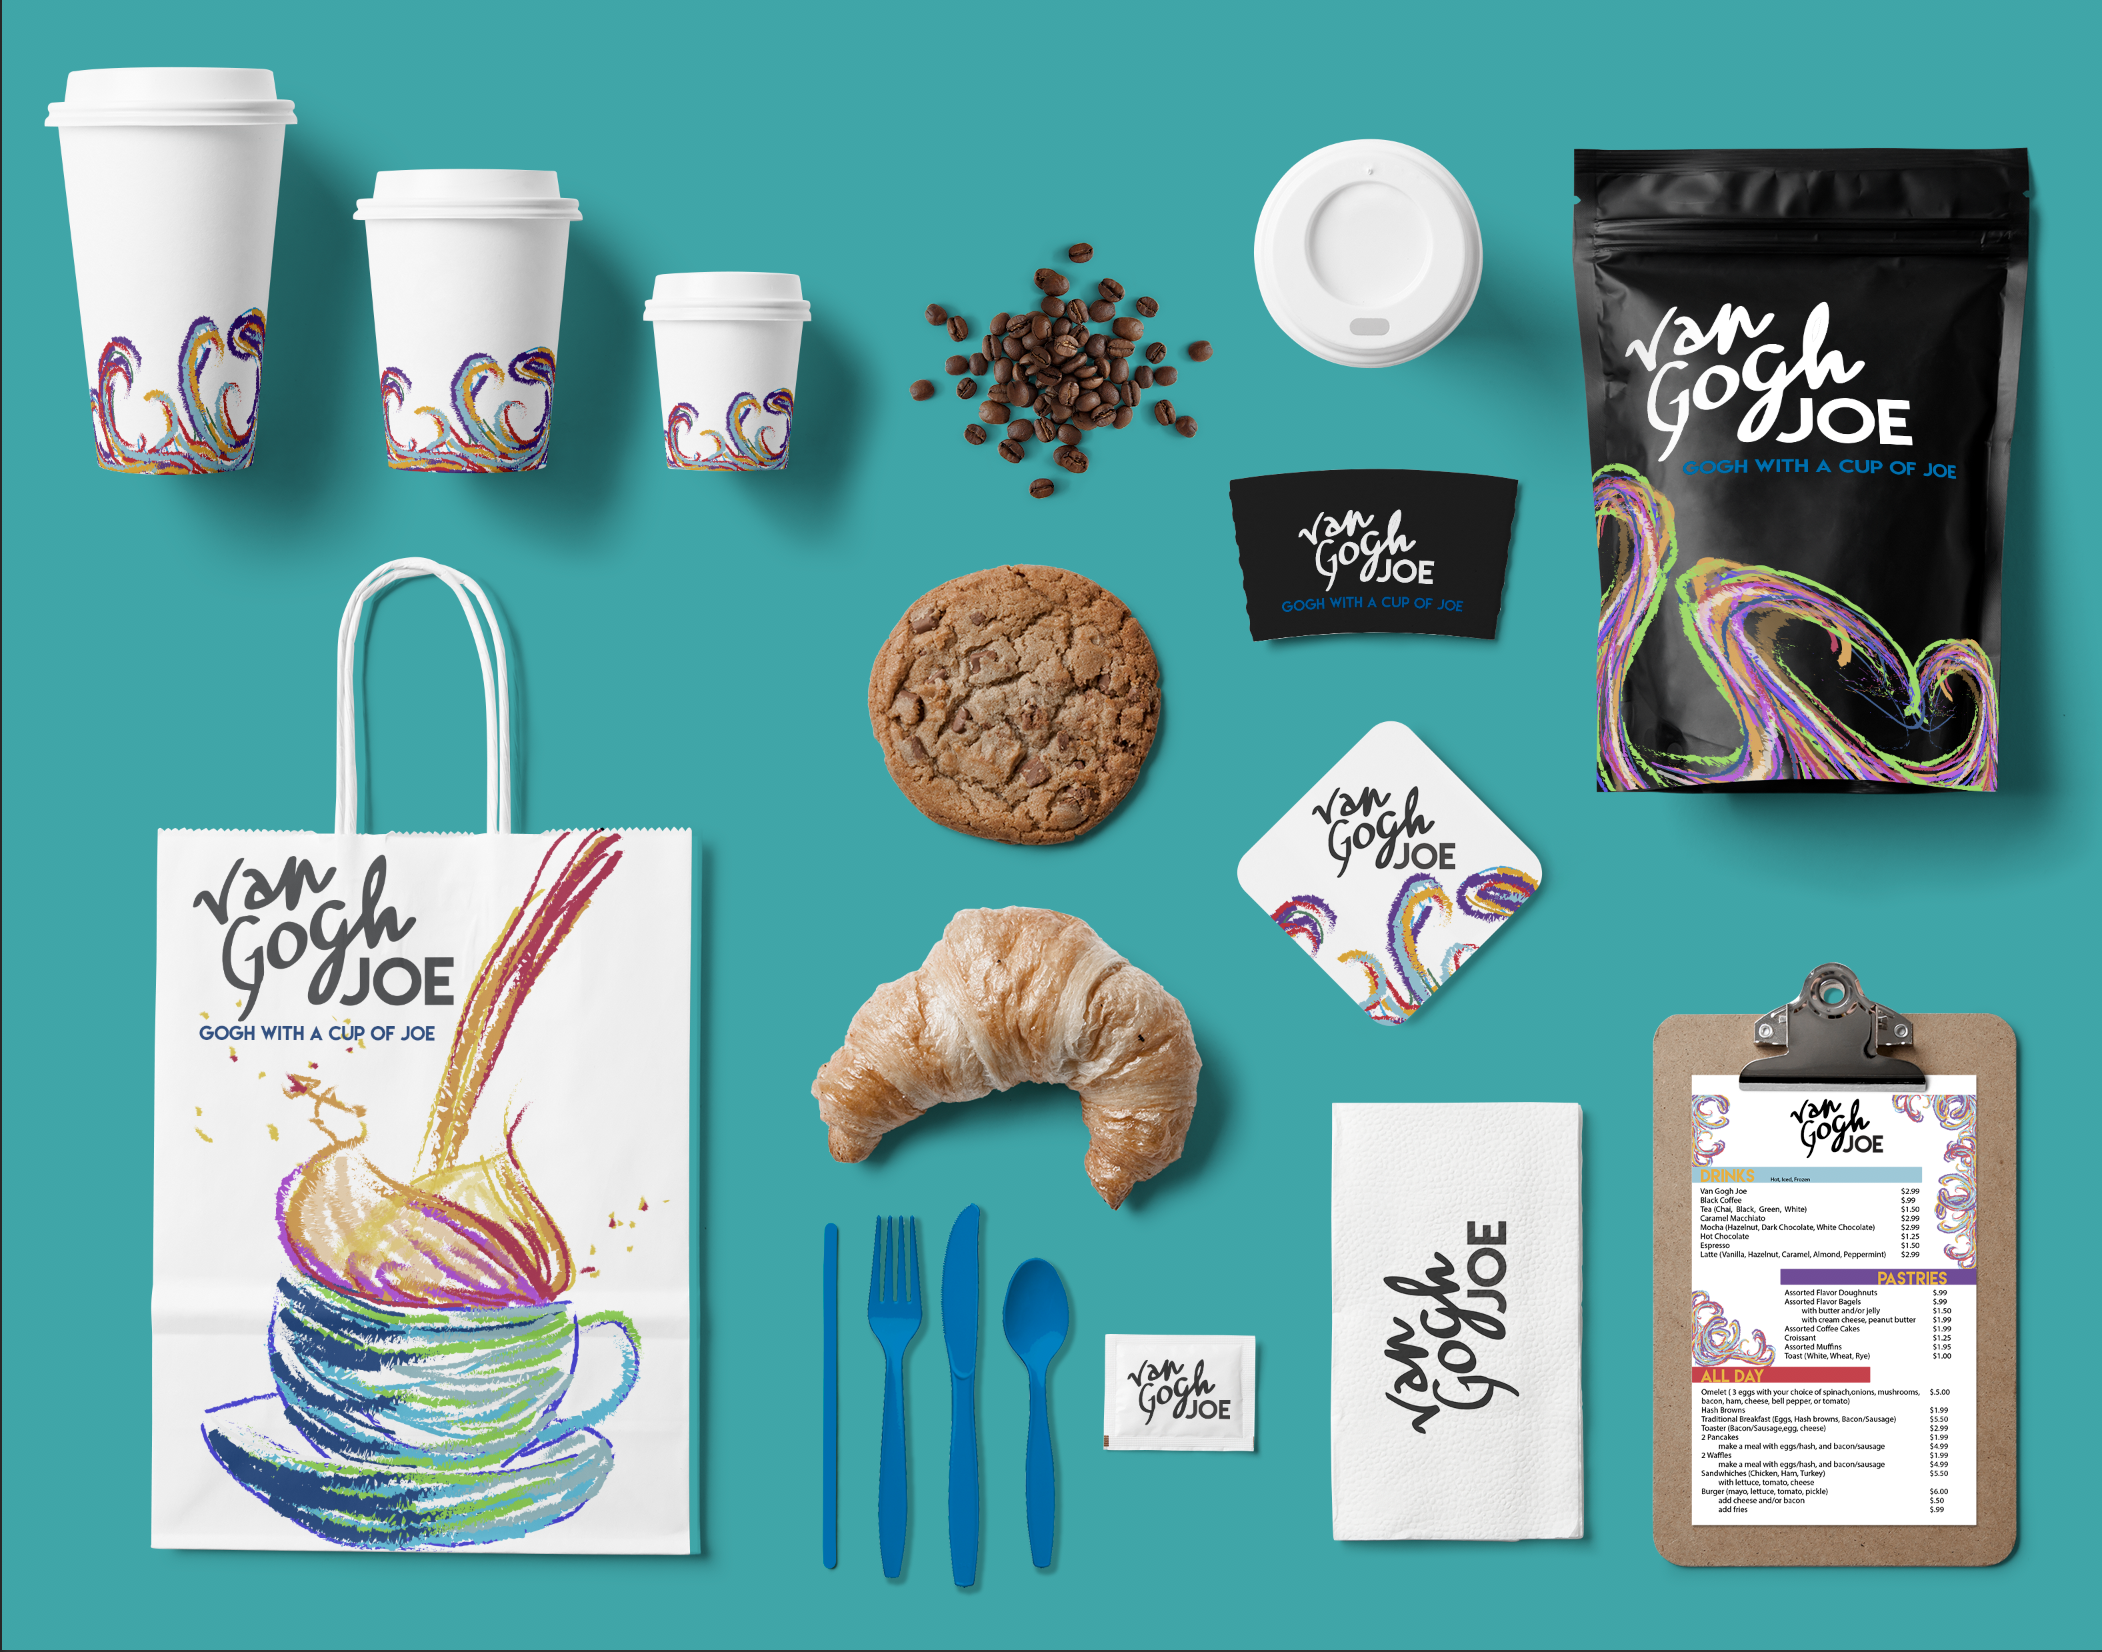 van
Gogh
JOE
GOGH WITH A CUP OF JOE
van
Gogh
JOE
GOGH WITH A CUP OF JOE
van
Gogh
JOE
van
Gogh
JOE
GOGH WITH A CUP OF JOE
van
Gogh
JOE
van
Gogh
JOE
van
Gogh
JOE
DRINKS Hot, Iced, Frozen
Van Gogh Joe $2.99
Black Coffee $.99
Tea (Chai, Black, Green, White) $1.50
Caramel Macchiato $2.99
Mocha (Hazelnut, Dark Chocolate, White Chocolate) $2.99
Hot Chocolate $1.25
Espresso $1.50
Latte (Vanilla, Hazelnut, Caramel, Almond, Peppermint) $2.99
PASTRIES
Assorted Flavor Doughnuts $.99
Assorted Flavor Bagels $.99
with butter and/or jelly $1.50
with cream cheese, peanut butter $1.99
Assorted Coffee Cakes $1.99
Croissant $1.25
Assorted Muffins $1.95
Toast (White, Wheat, Rye) $1.00
ALL DAY
Omelet ( 3 eggs with your choice of spinach,onions, mushrooms, $.5.00
bacon, ham, cheese, bell pepper, or tomato)
Hash Browns $1.99
Traditional Breakfast (Eggs, Hash browns, Bacon/Sausage) $5.50
Toaster (Bacon/Sausage,egg, cheese) $2.99
2 Pancakes $1.99
make a meal with eggs/hash, and bacon/sausage $4.99
2 Waffles $1.99
make a meal with eggs/hash, and bacon/sausage $4.99
Sandwhiches (Chicken, Ham, Turkey) $5.50
with lettuce, tomato, cheese
Burger (mayo, lettuce, tomato, pickle) $6.00
add cheese and/or bacon $.50
add fries $.99